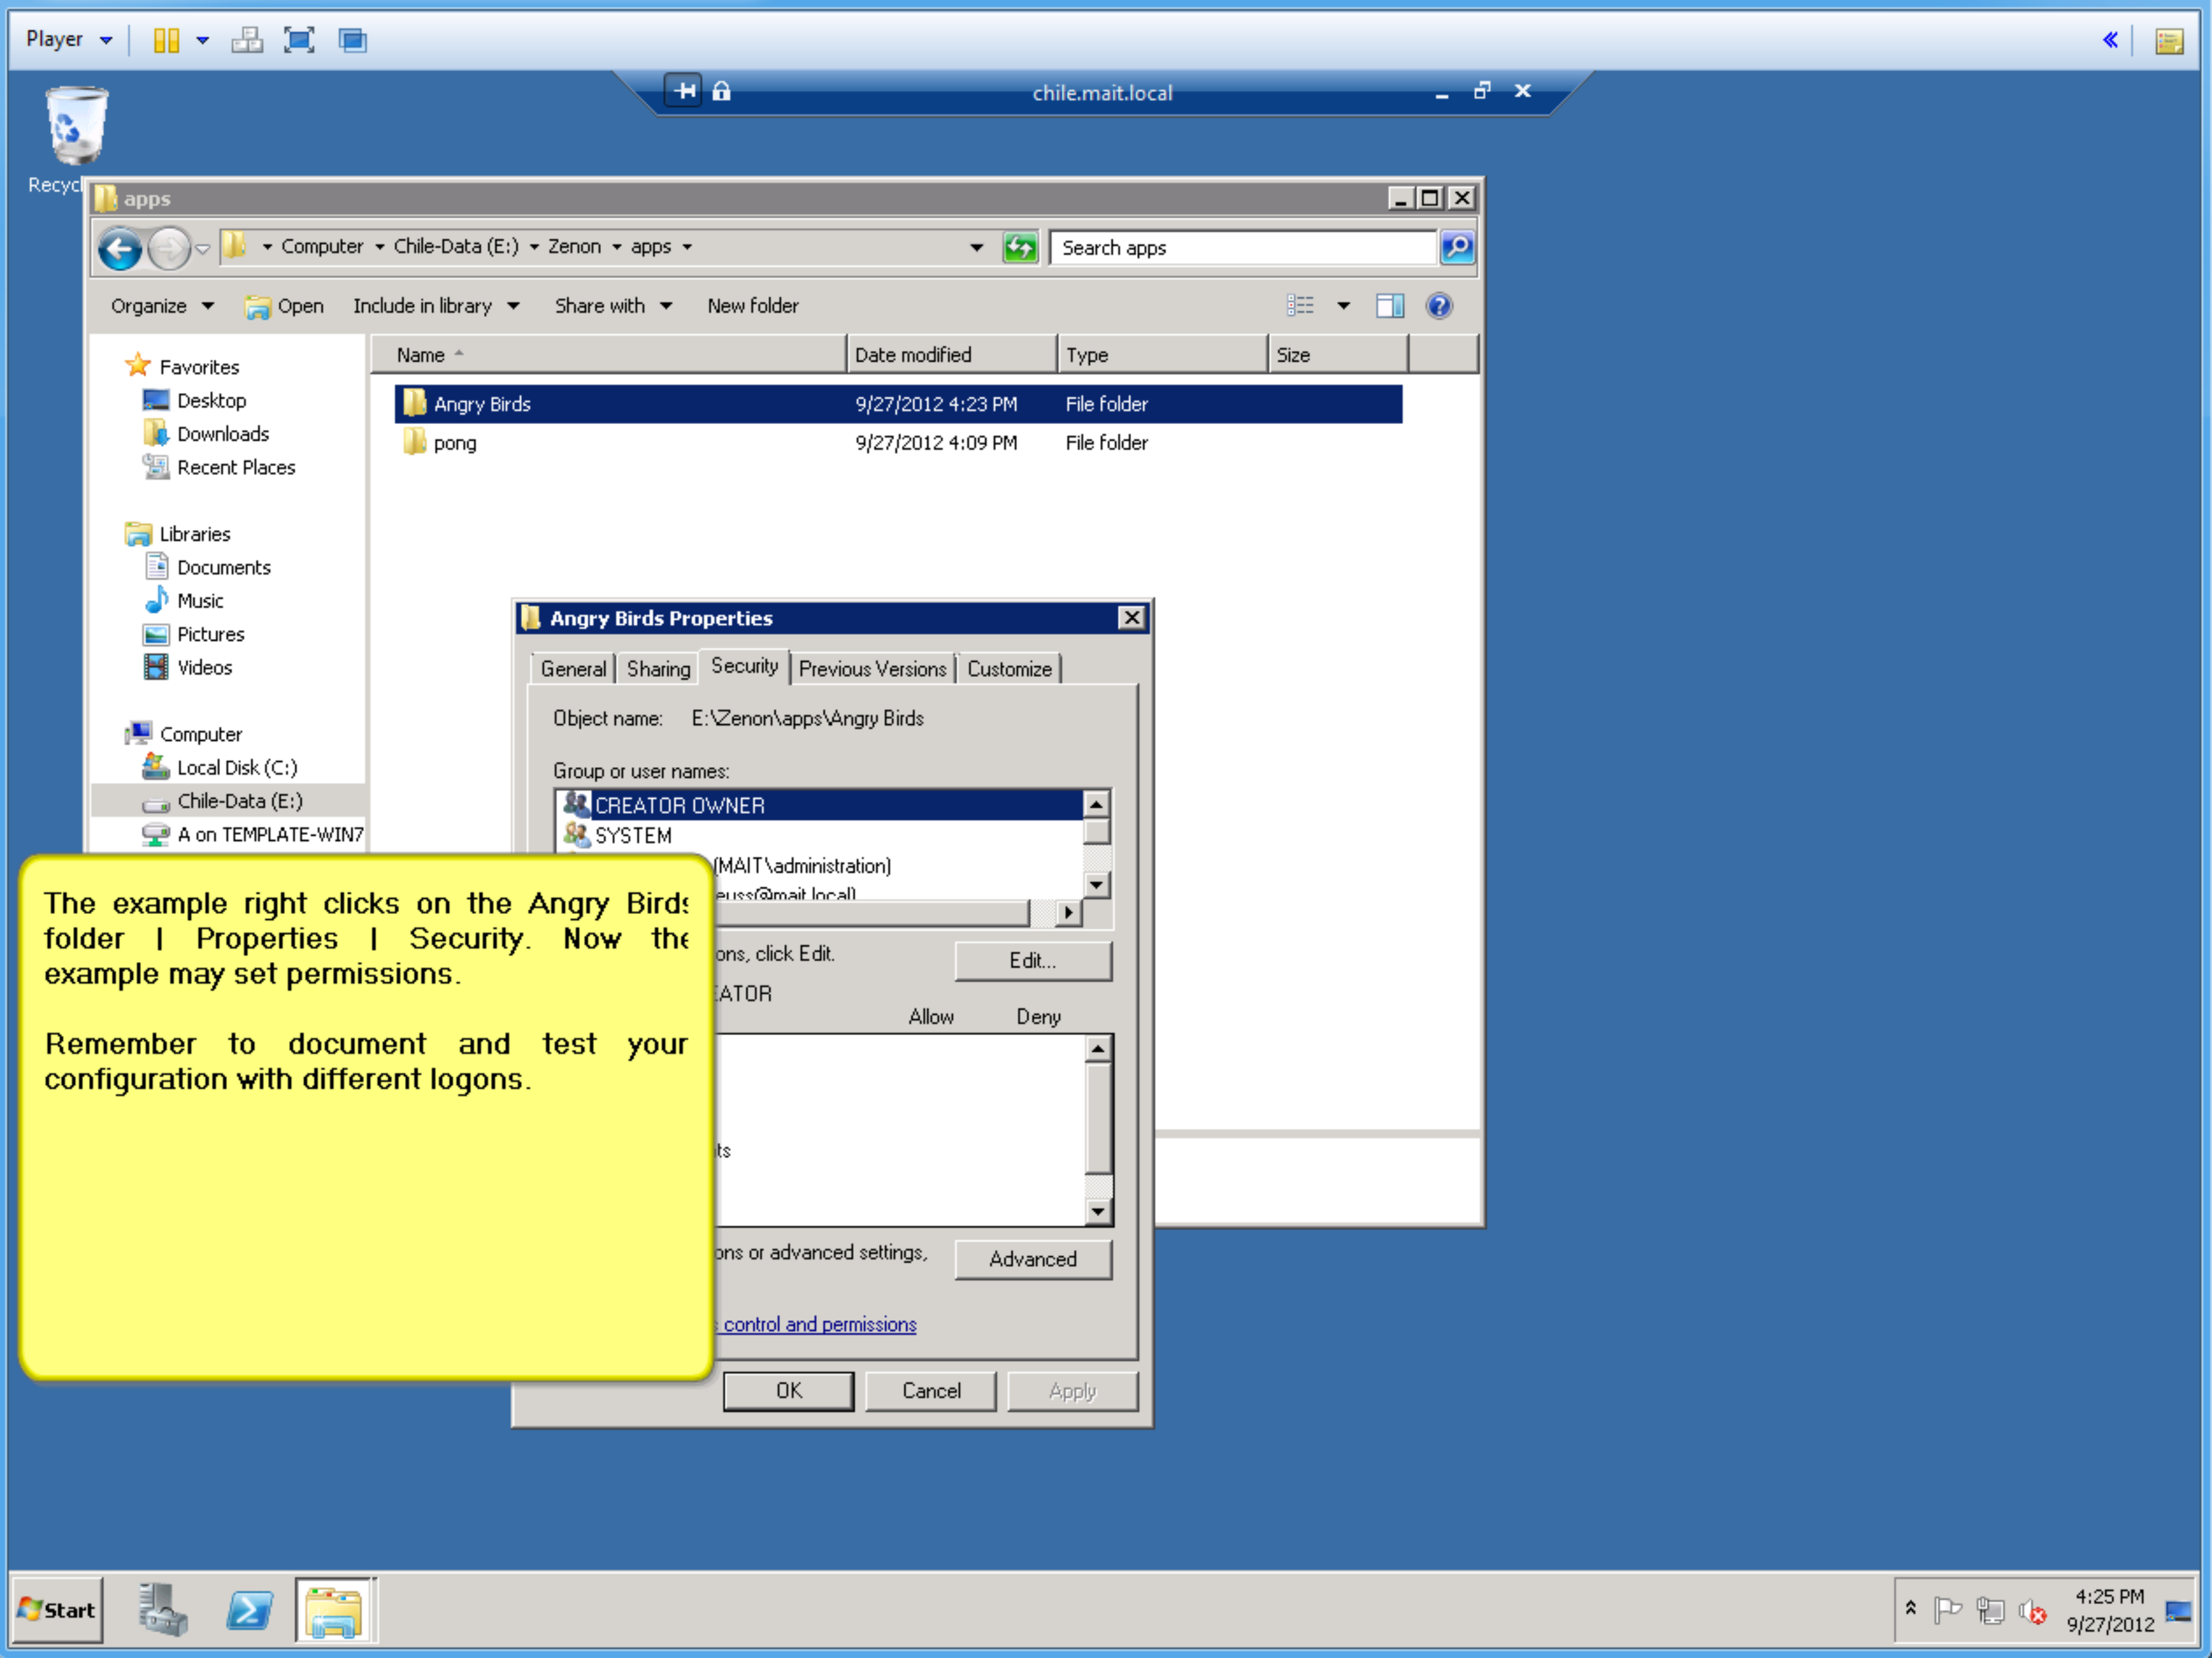 Player
chile.mait.local
Recycl
apps
Computer
Chile-Data (E:)
Zenon
apps
Search apps
Organize
Open
Include in library
Share with
New folder
Name
Date modified
Type
Size
Favorites
Desktop
Downloads
Recent Places
Libraries
Documents
Music
Pictures
Videos
Computer
Local Disk (C:)
Chile-Data (E:)
A on TEMPLATE-WIN7
Angry Birds 9/27/2012 4:23 PM File folder
pong 9/27/2012 4:09 PM File folder
Angry Birds Properties
General Sharing Security Previous Versions Customize
Object name: E:\Zenon\apps\Angry Birds
Group or user names:
CREATOR OWNER
SYSTEM
(MAIT\administration)
euss@mait.local)
ons, click Edit.
Edit...
EATOR
Allow Deny
ts
ons or advanced settings,
Advanced
control and permissions
OK Cancel Apply
The example right clicks on the Angry Birds
folder | Properties | Security. Now the
example may set permissions.
Remember to document and test your
configuration with different logons.
Start
4:25 PM
9/27/2012